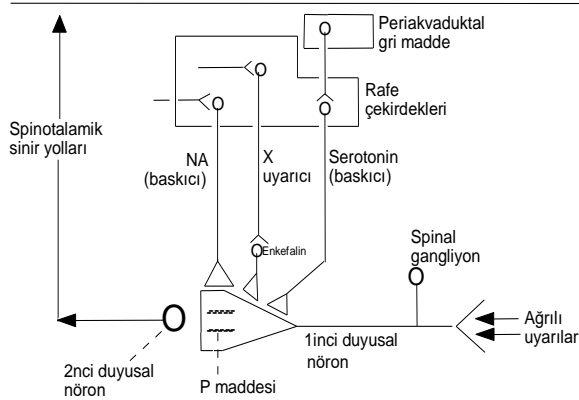 Periakvaduktal
gri madde
Rafe
çekirdekleri
Spinotalamik
sinir yolları
NA
(baskıcı)
X
uyarıcı
Serotonin
(baskıcı)
Enkefalin
Spinal
gangliyon
Ağrılı
uyarılar
1inci duyusal
nöron
2nci duyusal
nöron
P maddesi